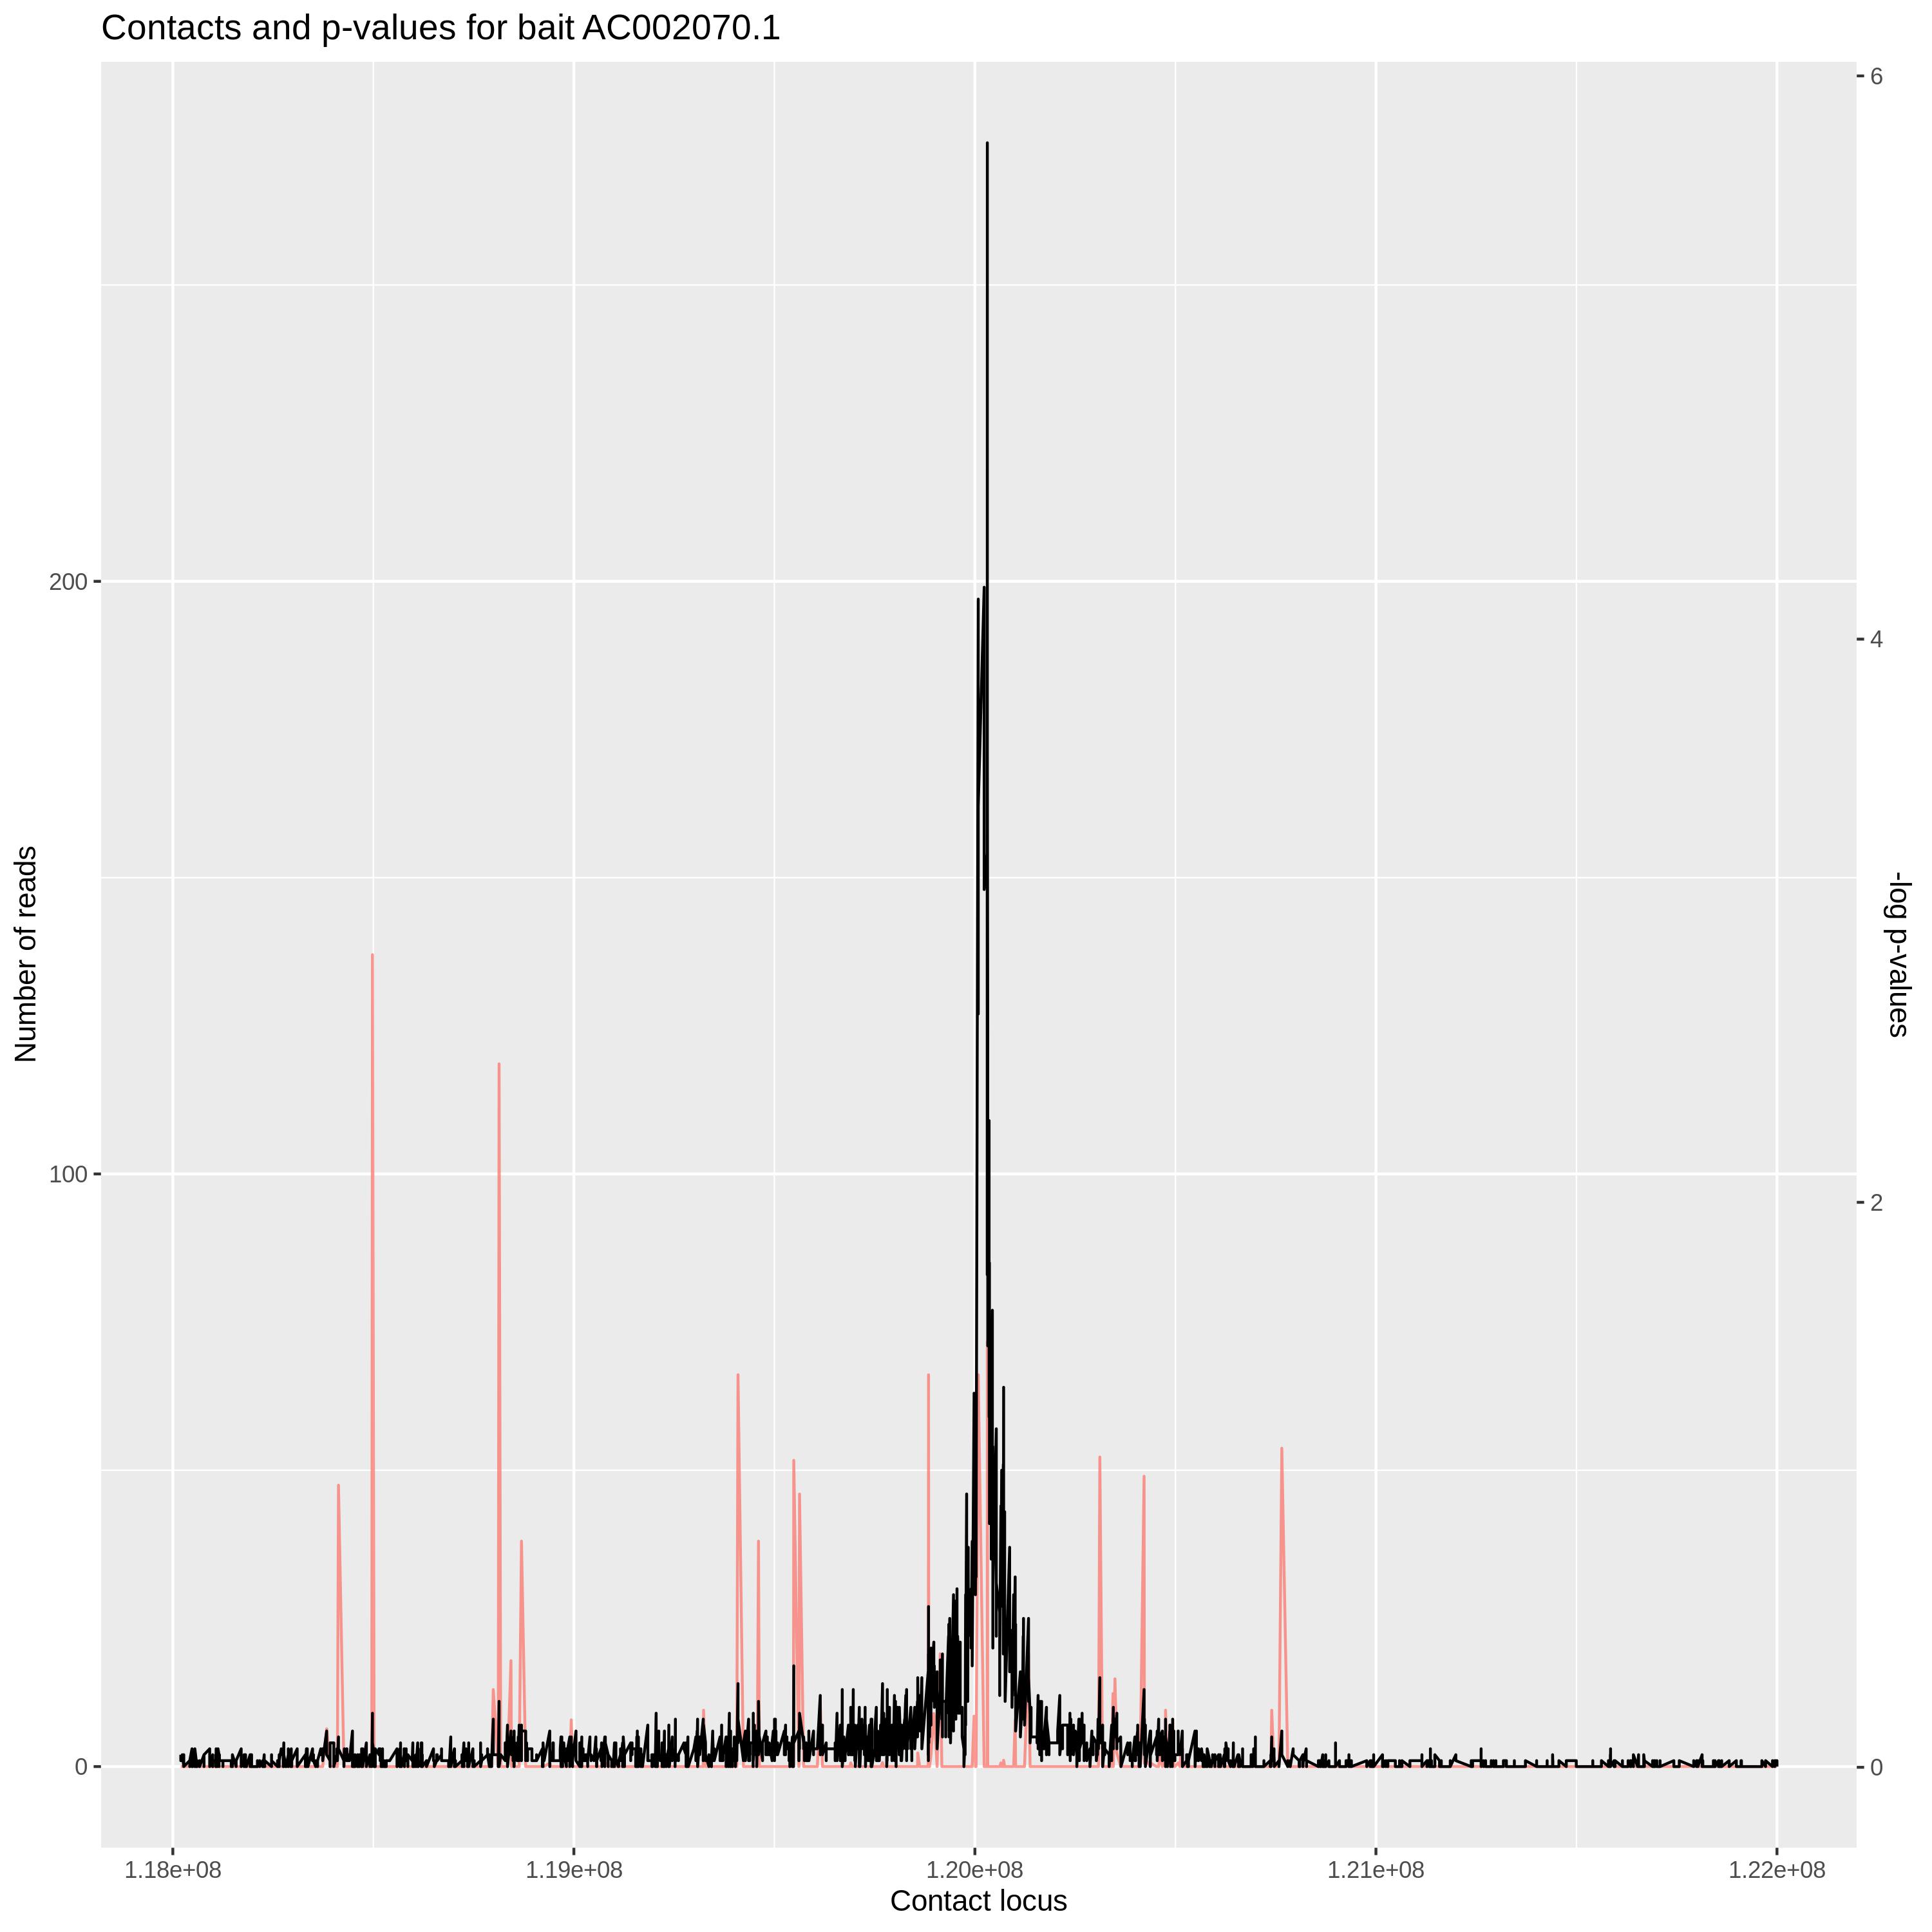 Contacts and p-values for bait AC002070.1
6
200
4
Number of reads
-log p-values
100
2
0
0
1.18e+08
1.19e+08
1.20e+08
1.21e+08
1.22e+08
Contact locus